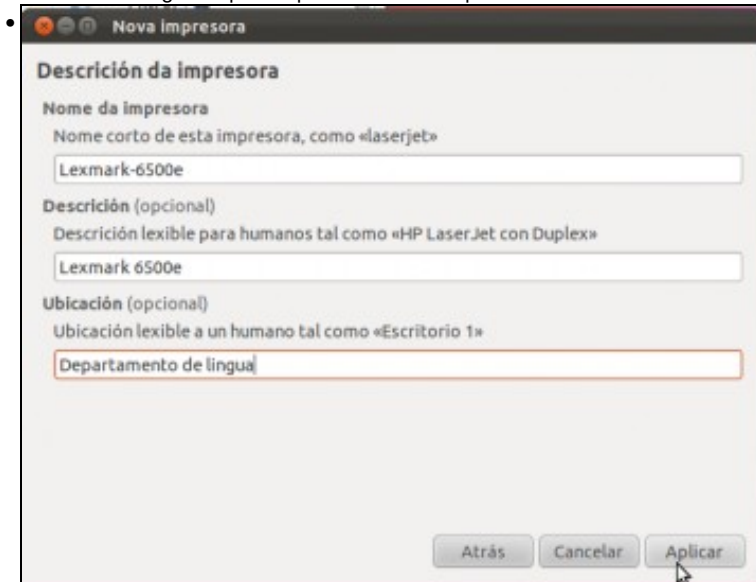 Nova impresora
Descrición da impresora
Nome da impresora
Nome corto de esta impresora, como «laserjet»
Lexmark-6500e
Descrición (opcional)
Descrición lexible para humanos tal como «HP LaserJet con Duplex»
Lexmark 6500e
Ubicación (opcional)
Ubicación lexible a un humano tal como «Escritorio 1»
Departamento de lingua
Atrás Cancelar Aplicar